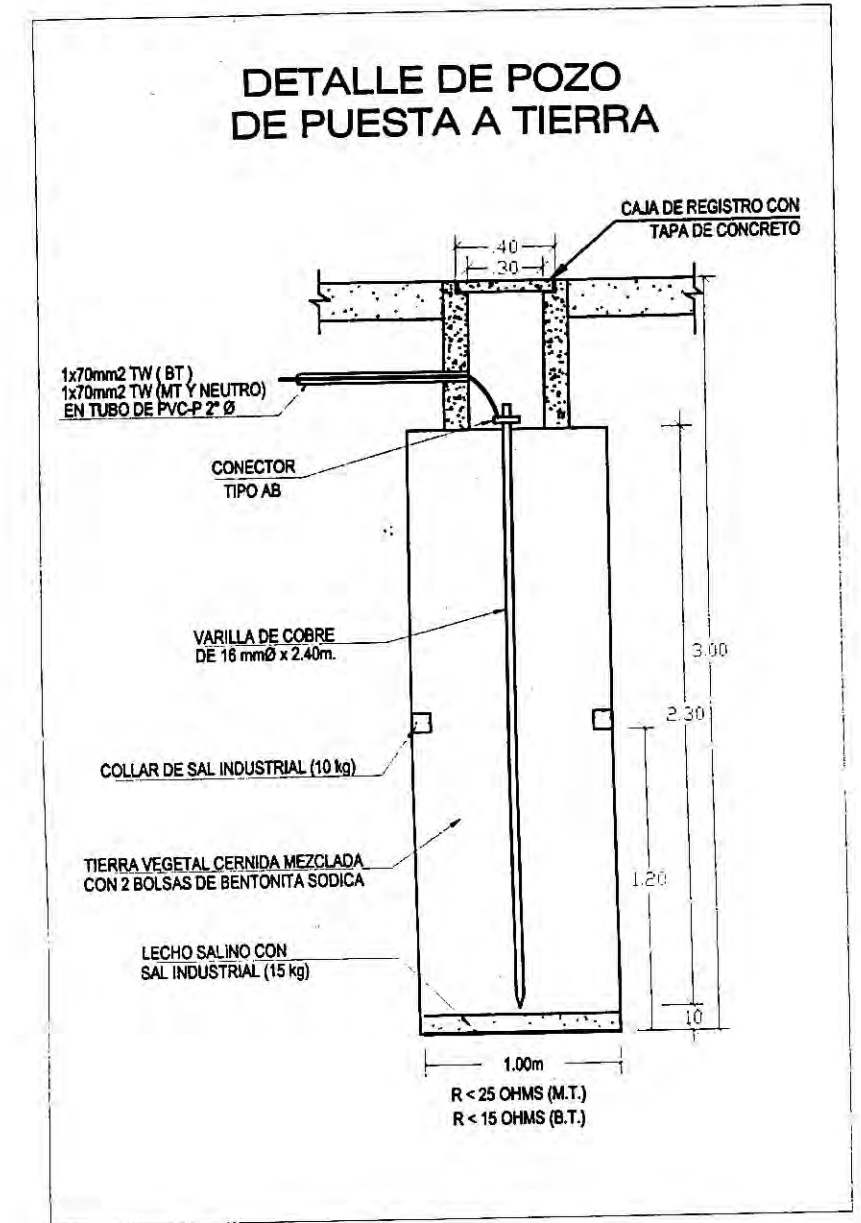 DETALLE DE POZO
DE PUESTA A TIERRA
CAJA DE REGISTRO CON
TAPA DE CONCRETO
.40
.30
1x70mm2 TW ( BT )
1x70mm2 TW (MT Y NEUTRO)
EN TUBO DE PVC-P 2" Ø
CONECTOR
TIPO AB
VARILLA DE COBRE
DE 16 mmØ x 2.40m.
3.00
2.30
COLLAR DE SAL INDUSTRIAL (10 kg)
TIERRA VEGETAL CERNIDA MEZCLADA
CON 2 BOLSAS DE BENTONITA SODICA
1.20
LECHO SALINO CON
SAL INDUSTRIAL (15 kg)
.10
1.00m
R < 25 OHMS (M.T.)
R < 15 OHMS (B.T.)